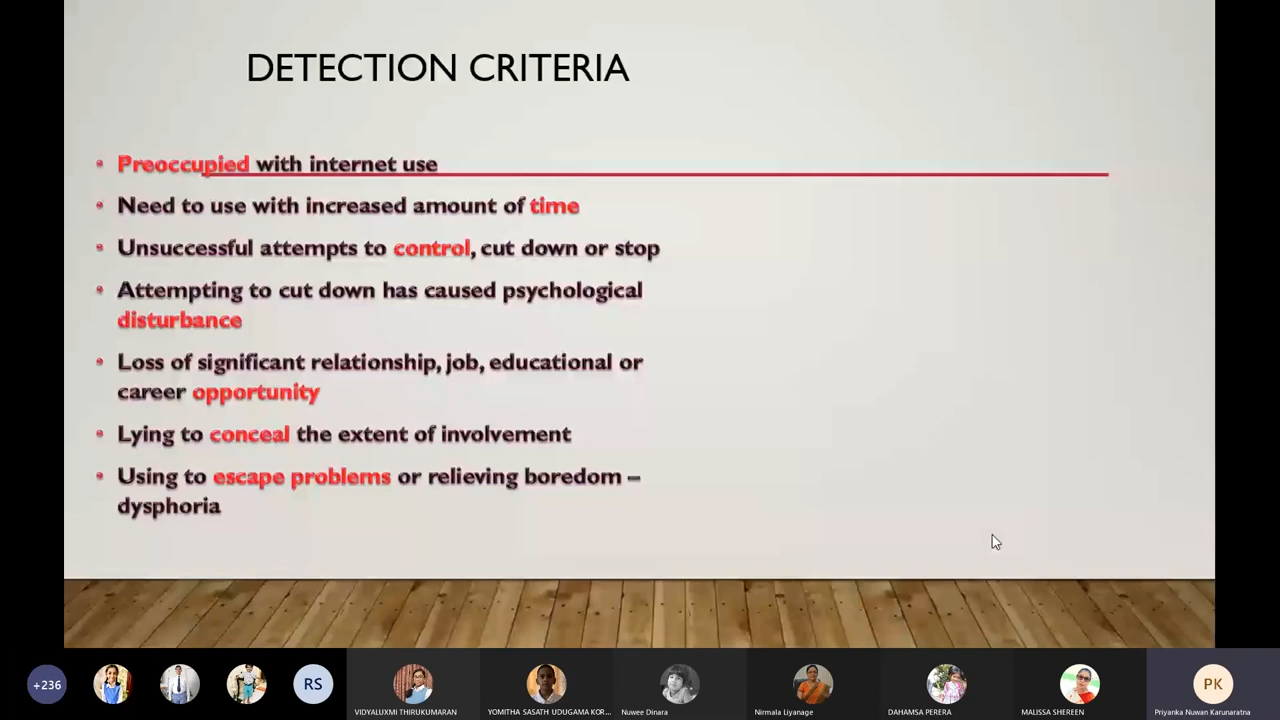 DETECTION CRITERIA
• Preoccupied with internet use
• Need to use with increased amount of time
• Unsuccessful attempts to control, cut down or stop
• Attempting to cut down has caused psychological
disturbance
• Loss of significant relationship, job, educational or
career opportunity
• Lying to conceal the extent of involvement
• Using to escape problems or relieving boredom –
dysphoria
+236
RS
PK
VIDYALUXMI THIRUKUMARAN
YOMITHA SASATH UDUGAMA KOR...
Nuwee Dinara
Nirmala Liyanage
DAHAMSA PERERA
MALISSA SHEREEN
Priyanka Nuwan Karunaratna